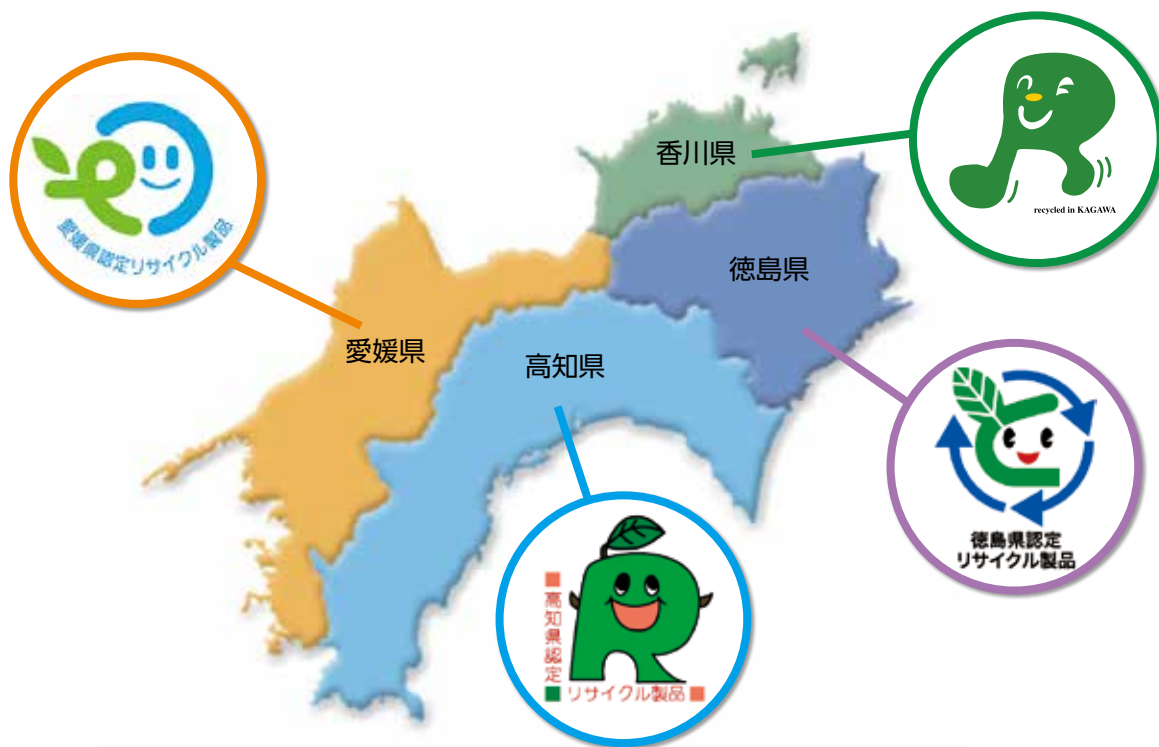 香川県
recycled in KAGAWA
愛媛県認定リサイクル製品
徳島県
愛媛県
高知県
徳島県認定
リサイクル製品
高知県認定
リサイクル製品